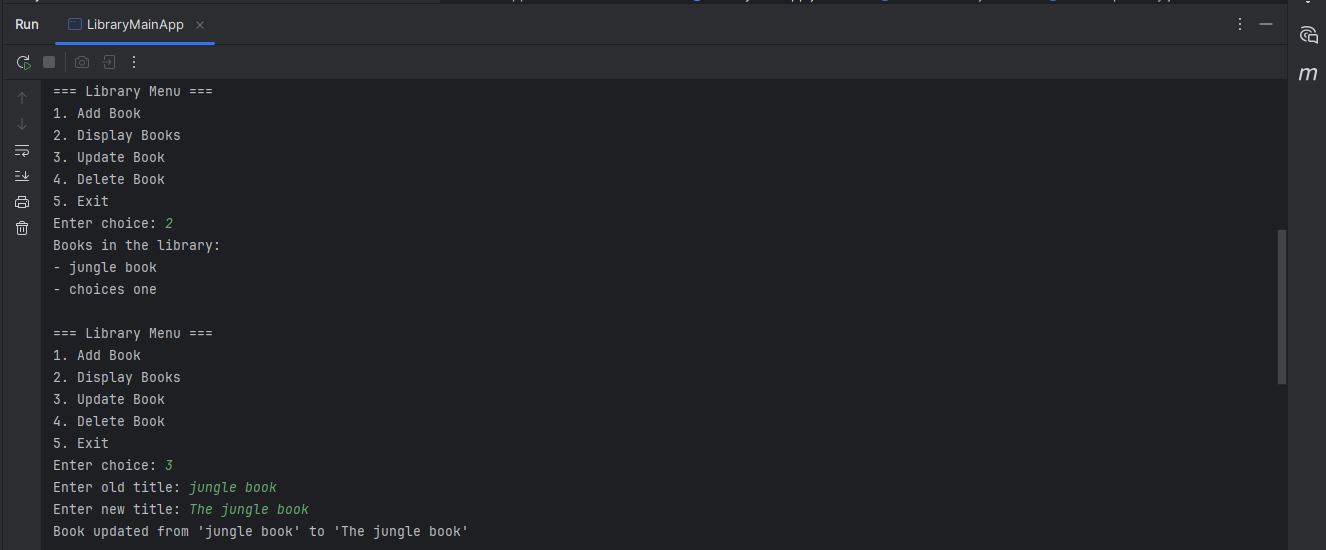 Run LibraryMainApp
=== Library Menu ===
1. Add Book
2. Display Books
3. Update Book
4. Delete Book
5. Exit
Enter choice: 2
Books in the library:
- jungle book
- choices one
=== Library Menu ===
1. Add Book
2. Display Books
3. Update Book
4. Delete Book
5. Exit
Enter choice: 3
Enter old title: jungle book
Enter new title: The jungle book
Book updated from 'jungle book' to 'The jungle book'
m